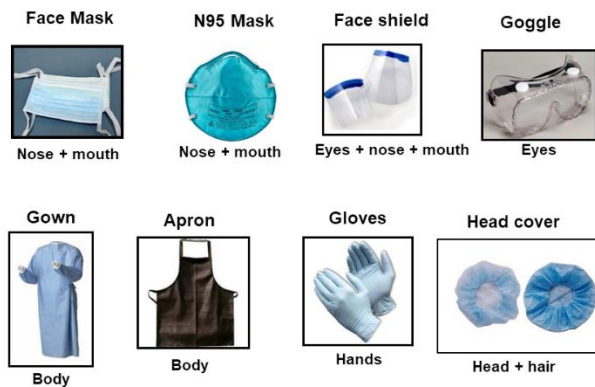 Face Mask
N95 Mask
Face shield
Goggle
Nose + mouth
Nose + mouth
Eyes + nose + mouth
Eyes
Gown
Apron
Gloves
Head cover
Body
Body
Hands
Head + hair